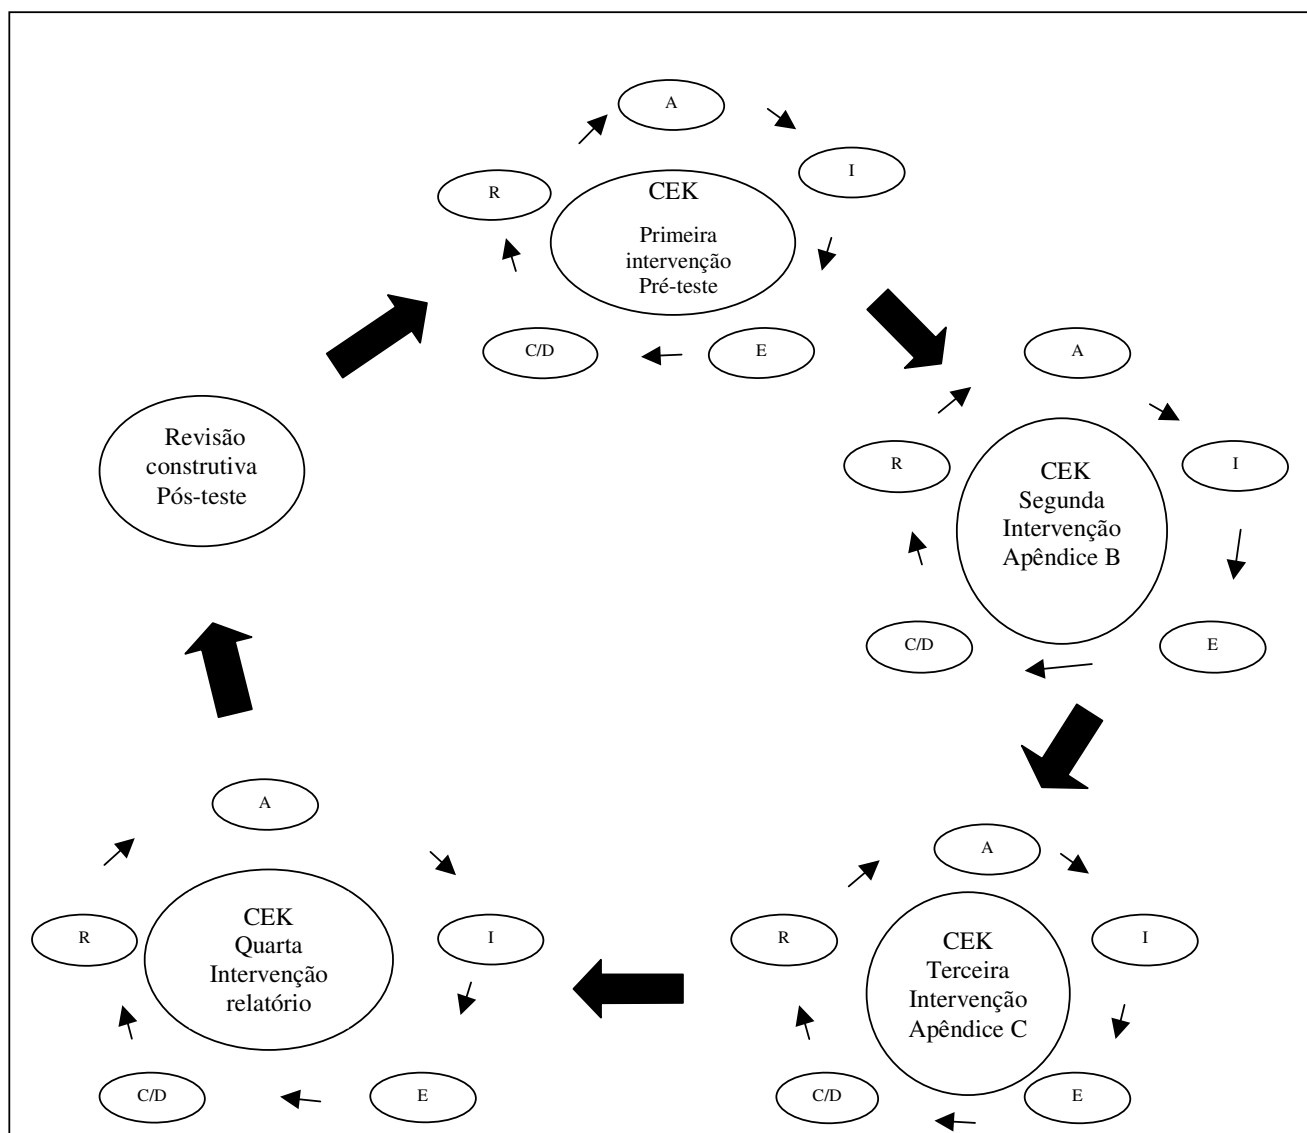 A
I
R
CEK
Primeira
intervenção
Pré-teste
C/D
E
A
R
I
CEK
Segunda
Intervenção
Apêndice B
C/D
E
Revisão
construtiva
Pós-teste
A
R
I
CEK
Terceira
Intervenção
Apêndice C
C/D
E
A
R
I
CEK
Quarta
Intervenção
relatório
C/D
E